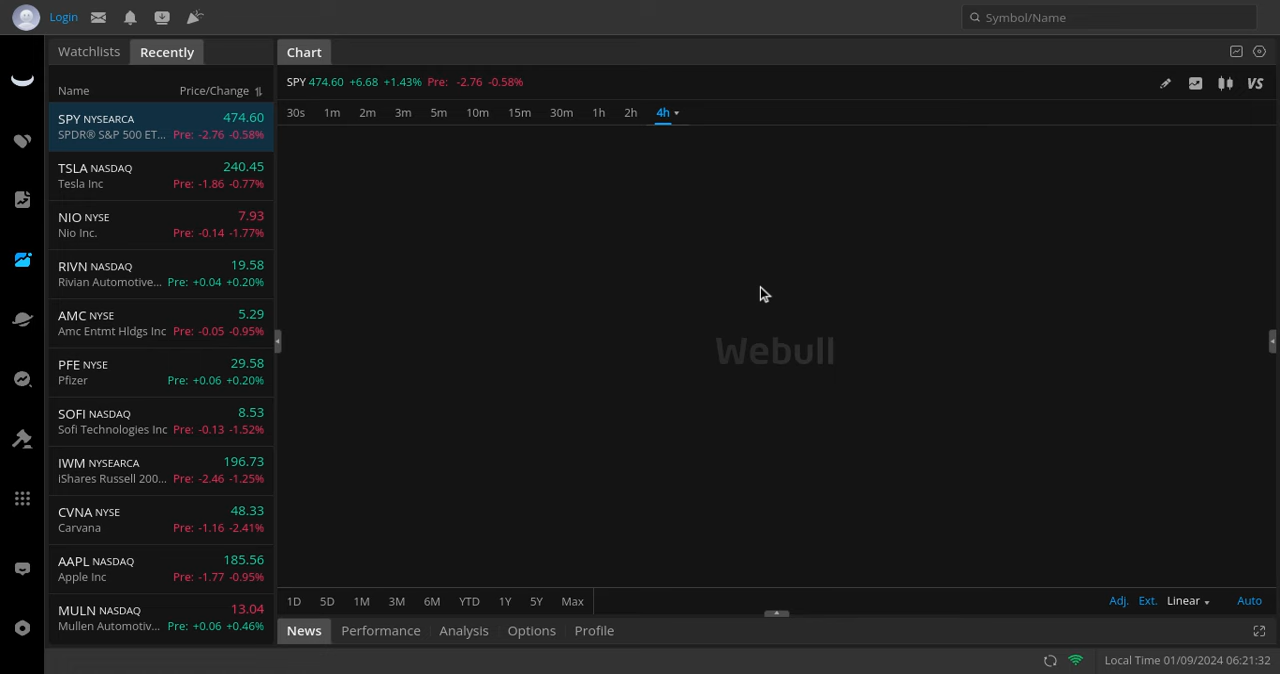 Login
Symbol/Name
Watchlists Recently
Name Price/Change
SPY NYSEARCA 474.60
SPDR® S&P 500 ET... Pre: -2.76 -0.58%
TSLA NASDAQ 240.45
Tesla Inc Pre: -1.86 -0.77%
NIO NYSE 7.93
Nio Inc. Pre: -0.14 -1.77%
RIVN NASDAQ 19.58
Rivian Automotive... Pre: +0.04 +0.20%
AMC NYSE 5.29
Amc Entmt Hldgs Inc Pre: -0.05 -0.95%
PFE NYSE 29.58
Pfizer Pre: +0.06 +0.20%
SOFI NASDAQ 8.53
Sofi Technologies Inc Pre: -0.13 -1.52%
IWM NYSEARCA 196.73
iShares Russell 200... Pre: -2.46 -1.25%
CVNA NYSE 48.33
Carvana Pre: -1.16 -2.41%
AAPL NASDAQ 185.56
Apple Inc Pre: -1.77 -0.95%
MULN NASDAQ 13.04
Mullen Automotiv... Pre: +0.06 +0.46%
Chart
SPY 474.60 +6.68 +1.43% Pre: -2.76 -0.58% VS
30s 1m 2m 3m 5m 10m 15m 30m 1h 2h 4h
Webull
1D 5D 1M 3M 6M YTD 1Y 5Y Max Adj. Ext. Linear Auto
News Performance Analysis Options Profile
Local Time 01/09/2024 06:21:32